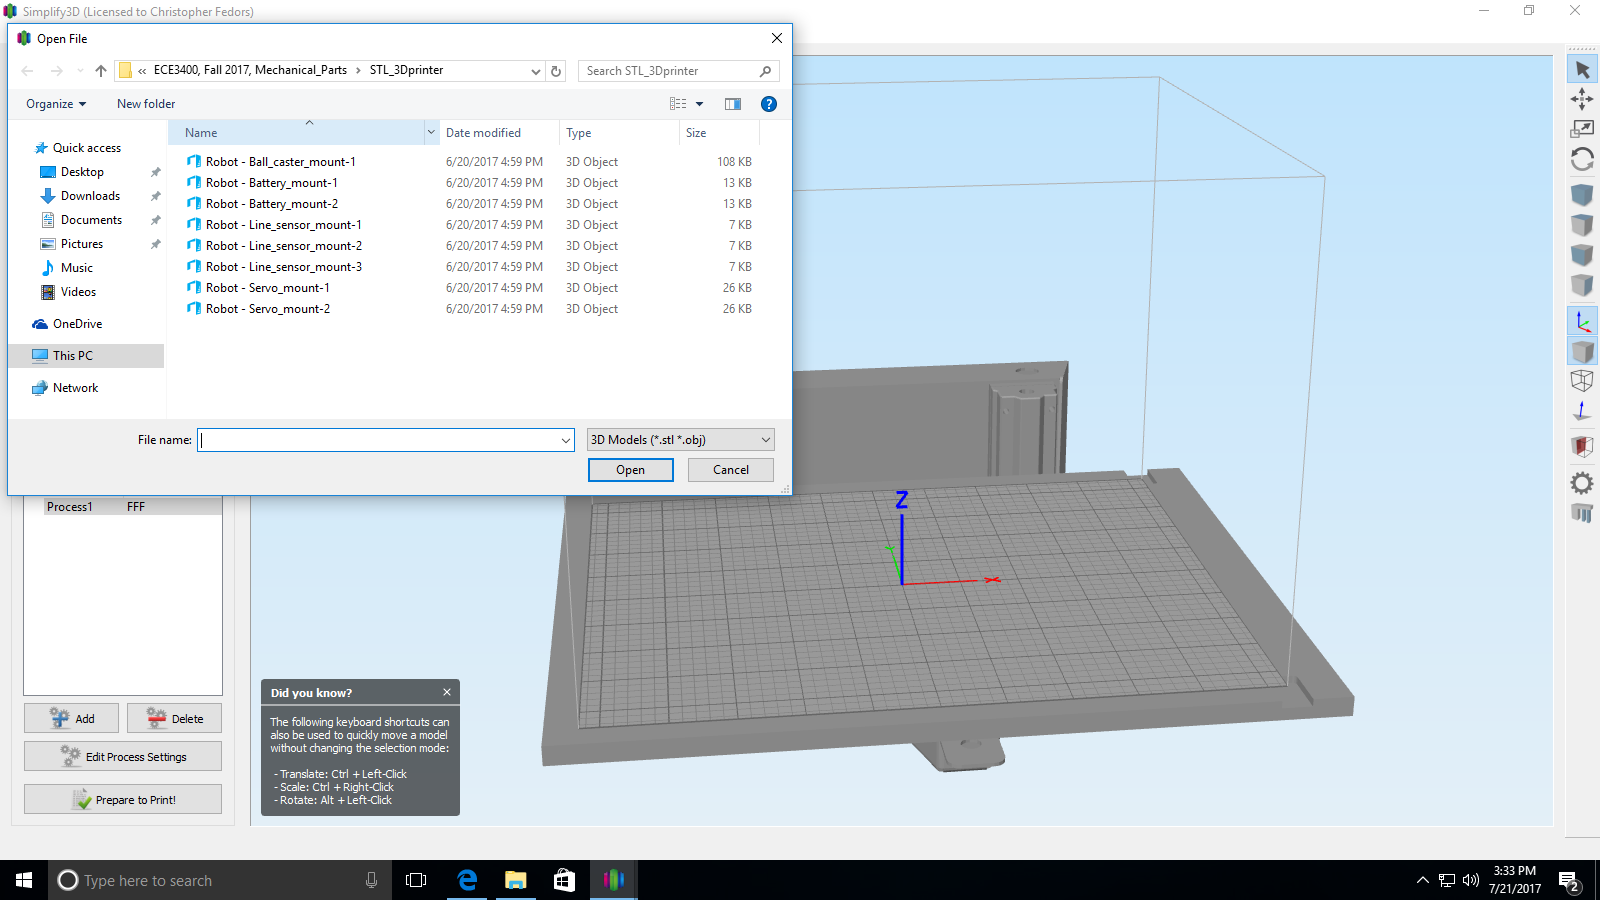 Simplify3D (Licensed to Christopher Fedors)
Open File
« ECE3400, Fall 2017, Mechanical_Parts > STL_3Dprinter
Search STL_3Dprinter
Organize
New folder
?
Name Date modified Type Size
Quick access
Desktop
Downloads
Documents
Pictures
Music
Videos
OneDrive
This PC
Network
Robot - Ball_caster_mount-1 6/20/2017 4:59 PM 3D Object 108 KB
Robot - Battery_mount-1 6/20/2017 4:59 PM 3D Object 13 KB
Robot - Battery_mount-2 6/20/2017 4:59 PM 3D Object 13 KB
Robot - Line_sensor_mount-1 6/20/2017 4:59 PM 3D Object 7 KB
Robot - Line_sensor_mount-2 6/20/2017 4:59 PM 3D Object 7 KB
Robot - Line_sensor_mount-3 6/20/2017 4:59 PM 3D Object 7 KB
Robot - Servo_mount-1 6/20/2017 4:59 PM 3D Object 26 KB
Robot - Servo_mount-2 6/20/2017 4:59 PM 3D Object 26 KB
File name:
3D Models (*.stl *.obj)
Open
Cancel
Process1 FFF
Z
Y
X
Add
Delete
Edit Process Settings
Prepare to Print!
Did you know?
The following keyboard shortcuts can
also be used to quickly move a model
without changing the selection mode:
- Translate: Ctrl + Left-Click
- Scale: Ctrl + Right-Click
- Rotate: Alt + Left-Click
Type here to search
3:33 PM
7/21/2017
2